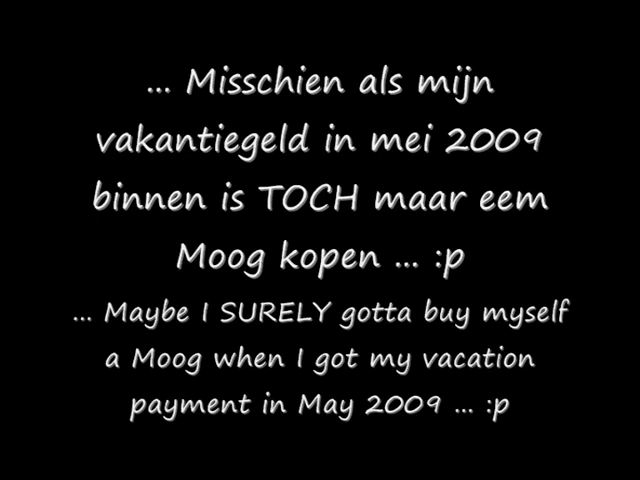 ... Misschien als mijn
vakantiegeld in mei 2009
binnen is TOCH maar eem
Moog kopen ... :p
... Maybe I SURELY gotta buy myself
a Moog when I got my vacation
payment in May 2009 ... :p